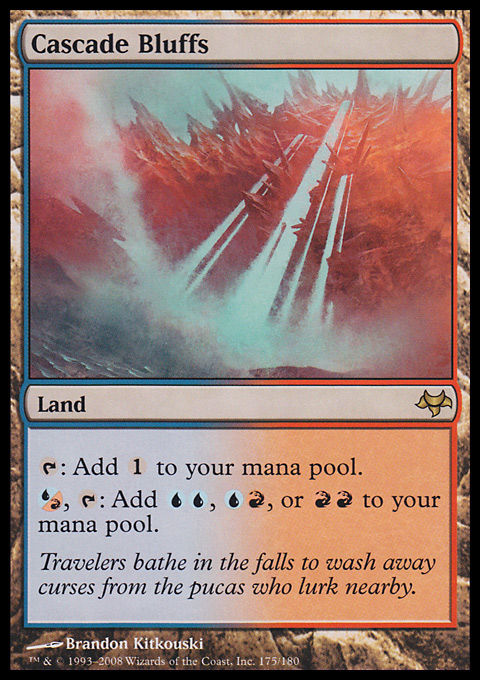 Cascade Bluffs
Land
: Add 1 to your mana pool.
, : Add , , or to your
mana pool.
Travelers bathe in the falls to wash away
curses from the pucas who lurk nearby.
Brandon Kitkouski
™ & © 1993–2008 Wizards of the Coast, Inc. 175/180